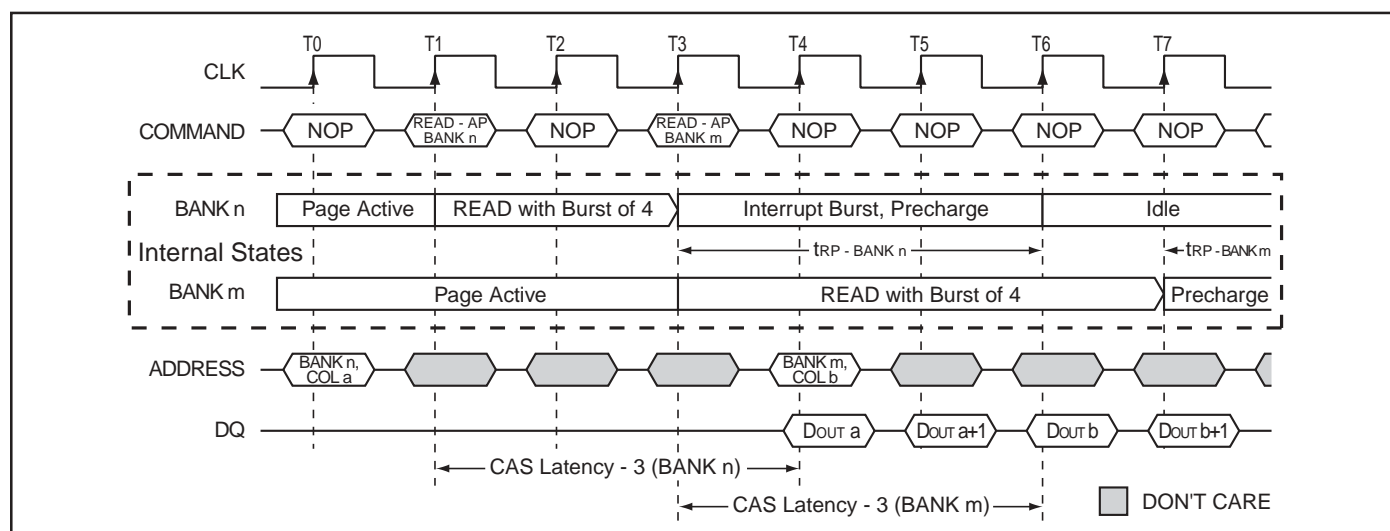 T0 T1 T2 T3 T4 T5 T6 T7
CLK
COMMAND NOP READ - AP BANK n NOP READ - AP BANK m NOP NOP NOP NOP
BANK n Page Active READ with Burst of 4 Interrupt Burst, Precharge Idle
Internal States tRP - BANK n tRP - BANK m
BANK m Page Active READ with Burst of 4 Precharge
ADDRESS BANK n, COL a BANK m, COL b
DQ DOUT a DOUT a+1 DOUT b DOUT b+1
CAS Latency - 3 (BANK n)
CAS Latency - 3 (BANK m)
DON'T CARE